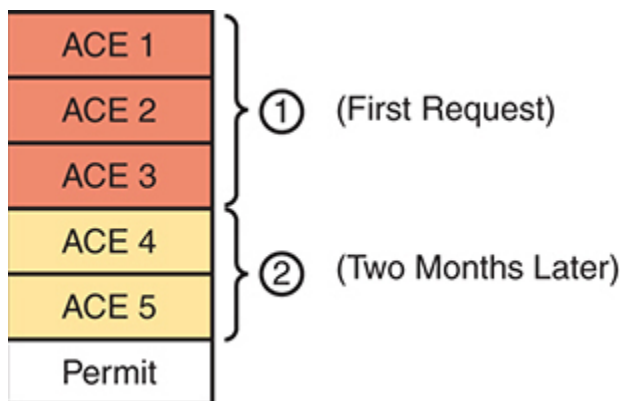 ACE 1
ACE 2
ACE 3
① (First Request)
ACE 4
ACE 5
② (Two Months Later)
Permit